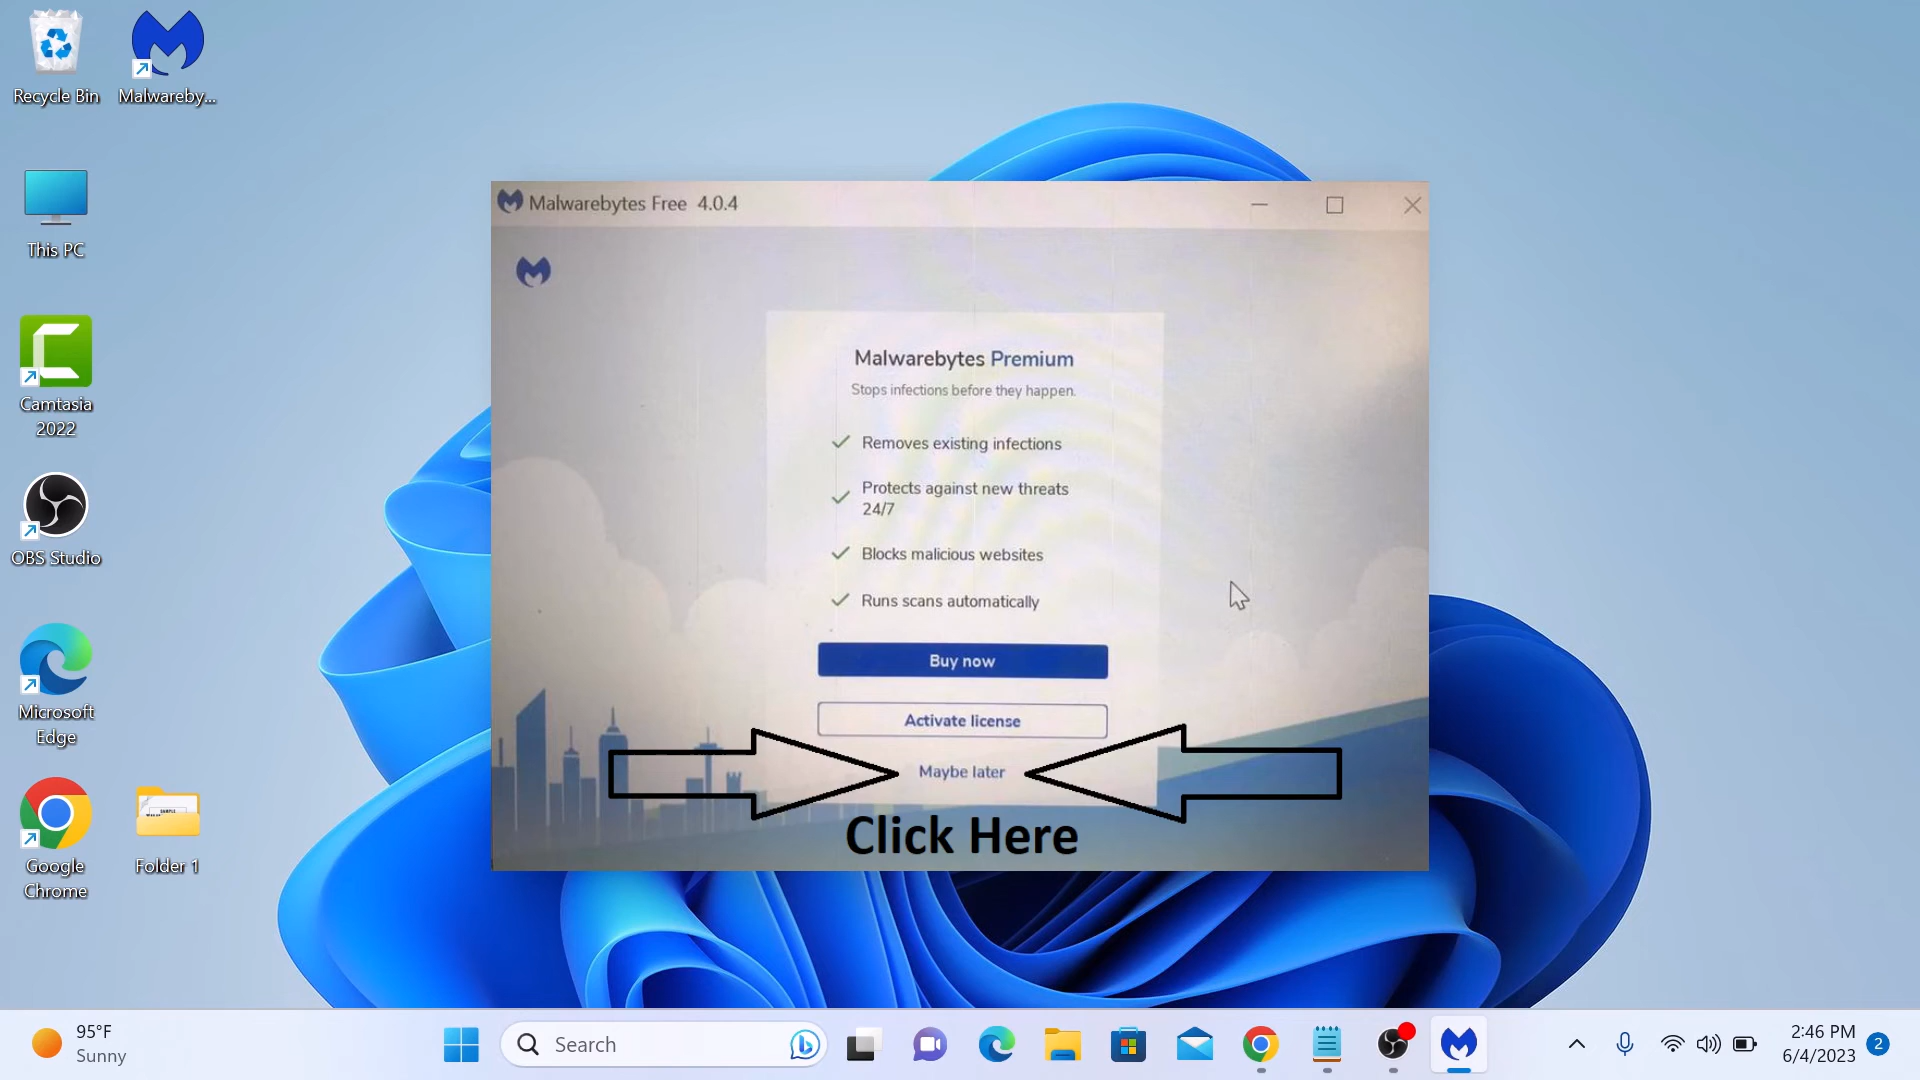 Recycle Bin
Malwareby...
This PC
Camtasia
2022
OBS Studio
Microsoft
Edge
Google
Chrome
Folder 1
Malwarebytes Free 4.0.4
Malwarebytes Premium
Stops infections before they happen.
Removes existing infections
Protects against new threats
24/7
Blocks malicious websites
Runs scans automatically
Buy now
Activate license
Maybe later
Click Here
95°F
Sunny
Search
2:46 PM
6/4/2023
2